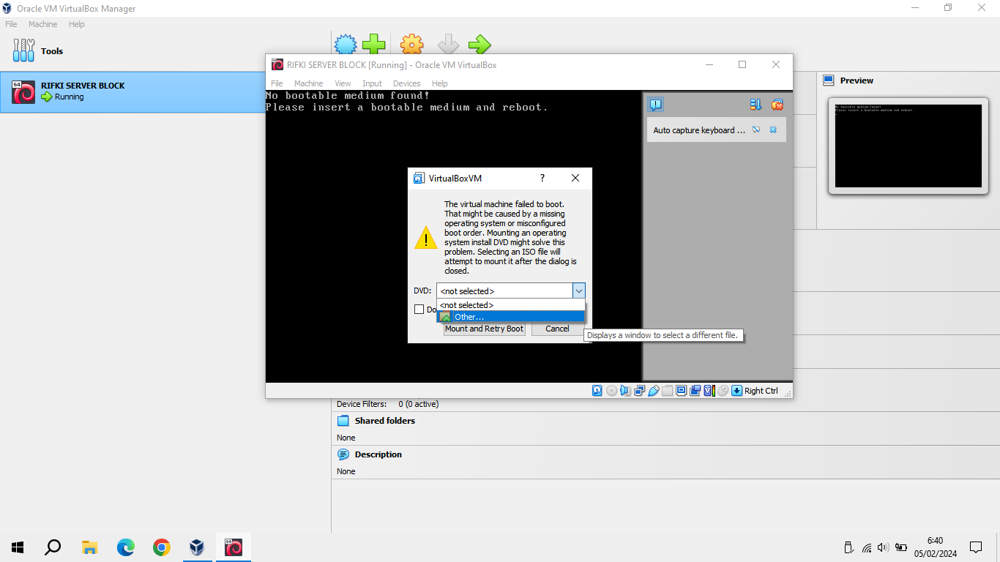 Oracle VM VirtualBox Manager
File Machine Help
Tools
64
RIFKI SERVER BLOCK
Running
RIFKI SERVER BLOCK [Running] - Oracle VM VirtualBox
File Machine View Input Devices Help
No bootable medium found!
Please insert a bootable medium and reboot.
Auto capture keyboard ...
Preview
No bootable medium found!
Please insert a bootable medium and reboot.
VirtualBoxVM
?
The virtual machine failed to boot.
That might be caused by a missing
operating system or misconfigured
boot order. Mounting an operating
system install DVD might solve this
problem. Selecting an ISO file will
attempt to mount it after the dialog is
closed.
DVD: <not selected>
<not selected>
Do
Other...
Mount and Retry Boot Cancel
Displays a window to select a different file.
Right Ctrl
Device Filters: 0 (0 active)
Shared folders
None
Description
None
64
6:40
05/02/2024